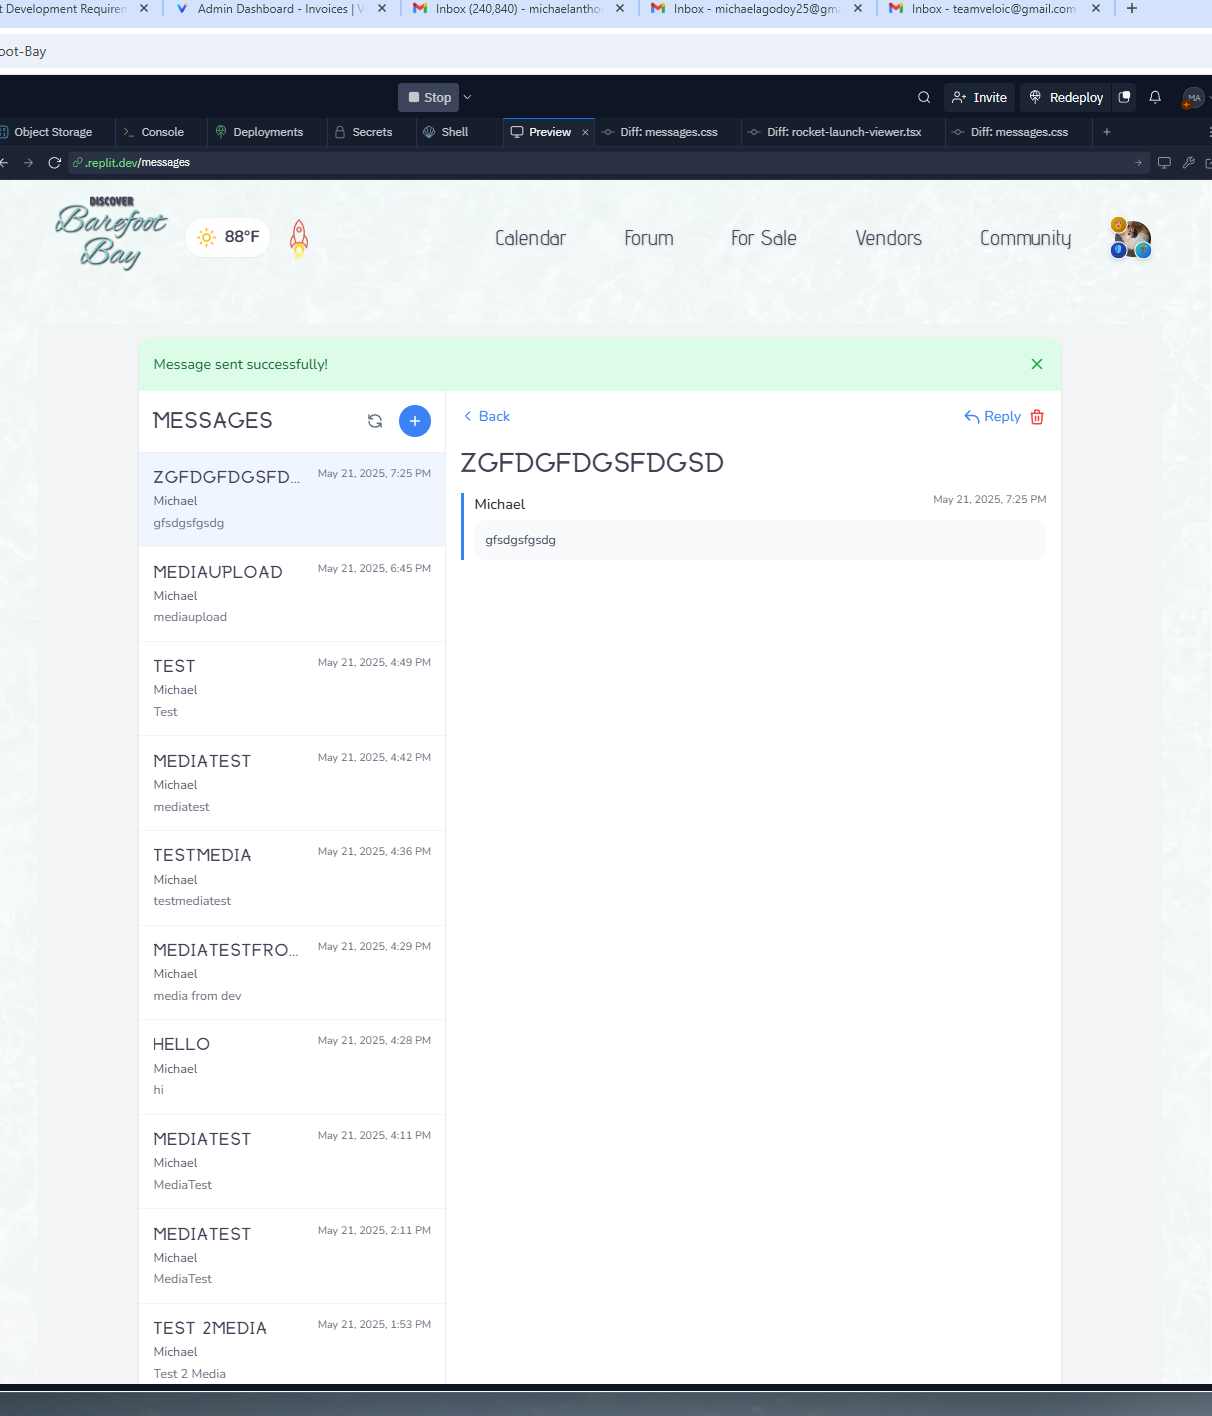 t Development Requiren
Admin Dashboard - Invoices | V
Inbox (240,840) - michaelantho
Inbox - michaelagodoy25@gm
Inbox - teamveloic@gmail.com
oot-Bay
Stop
Invite
Redeploy
MA
Object Storage
Console
Deployments
Secrets
Shell
Preview
Diff: messages.css
Diff: rocket-launch-viewer.tsx
Diff: messages.css
.replit.dev/messages
DISCOVER
Barefoot
Bay
88°F
Calendar
Forum
For Sale
Vendors
Community
Message sent successfully!
MESSAGES
Back
Reply
ZGFDGFDGSFD...
May 21, 2025, 7:25 PM
Michael
gfsdgsfgsdg
ZGFDGFDGSFDGSD
Michael
May 21, 2025, 7:25 PM
gfsdgsfgsdg
MEDIAUPLOAD
May 21, 2025, 6:45 PM
Michael
mediaupload
TEST
May 21, 2025, 4:49 PM
Michael
Test
MEDIATEST
May 21, 2025, 4:42 PM
Michael
mediatest
TESTMEDIA
May 21, 2025, 4:36 PM
Michael
testmediatest
MEDIATESTFRO...
May 21, 2025, 4:29 PM
Michael
media from dev
HELLO
May 21, 2025, 4:28 PM
Michael
hi
MEDIATEST
May 21, 2025, 4:11 PM
Michael
MediaTest
MEDIATEST
May 21, 2025, 2:11 PM
Michael
MediaTest
TEST 2MEDIA
May 21, 2025, 1:53 PM
Michael
Test 2 Media